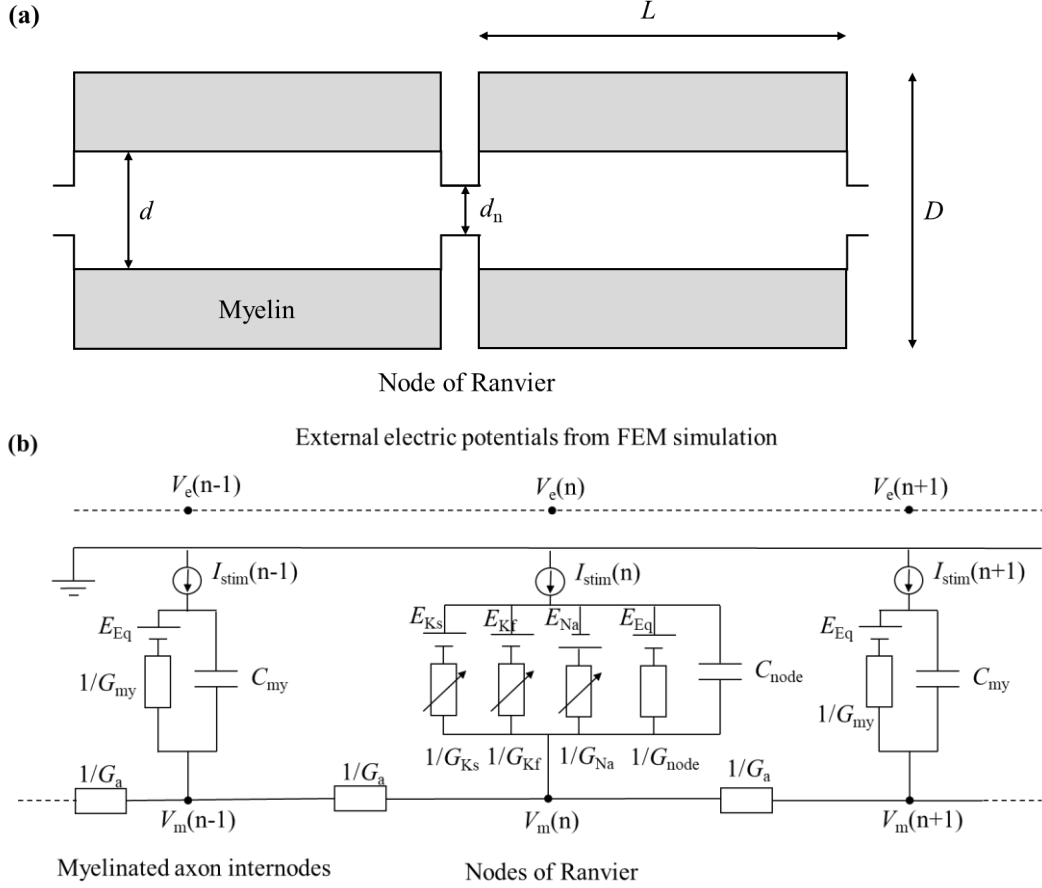 (a)
L
d
dn
D
Myelin
Node of Ranvier
(b)
External electric potentials from FEM simulation
Ve(n-1)
Ve(n)
Ve(n+1)
Istim(n-1)
Istim(n)
Istim(n+1)
EEq
EKs
EKf
ENa
EEq
EEq
1/Gmy
Cmy
Cnode
1/Gmy
Cmy
1/GKs
1/GKf
1/GNa
1/Gnode
1/Ga
1/Ga
1/Ga
Vm(n-1)
Vm(n)
Vm(n+1)
Myelinated axon internodes
Nodes of Ranvier